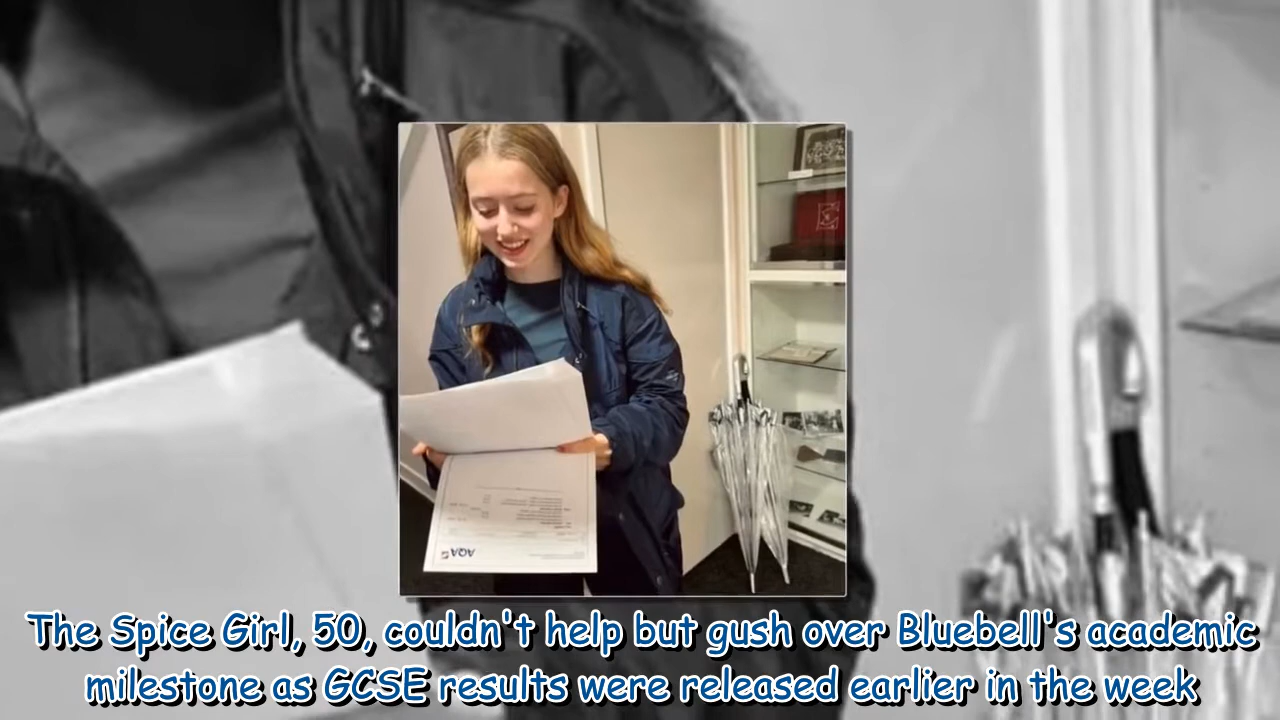 AQA
The Spice Girl, 50, couldn't help but gush over Bluebell's academic
milestone as GCSE results were released earlier in the week